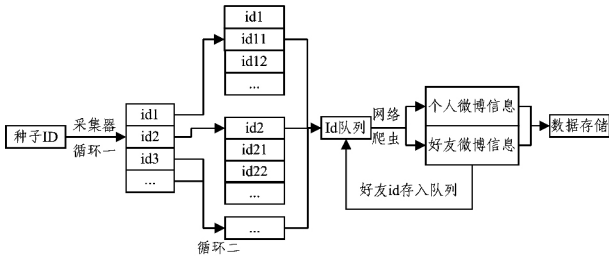 种子ID
采集器
循环一
id1
id2
id3
...
id1
id11
id12
...
id2
id21
id22
...
...
循环二
Id队列
网络
爬虫
个人微博信息
好友微博信息
数据存储
好友id存入队列